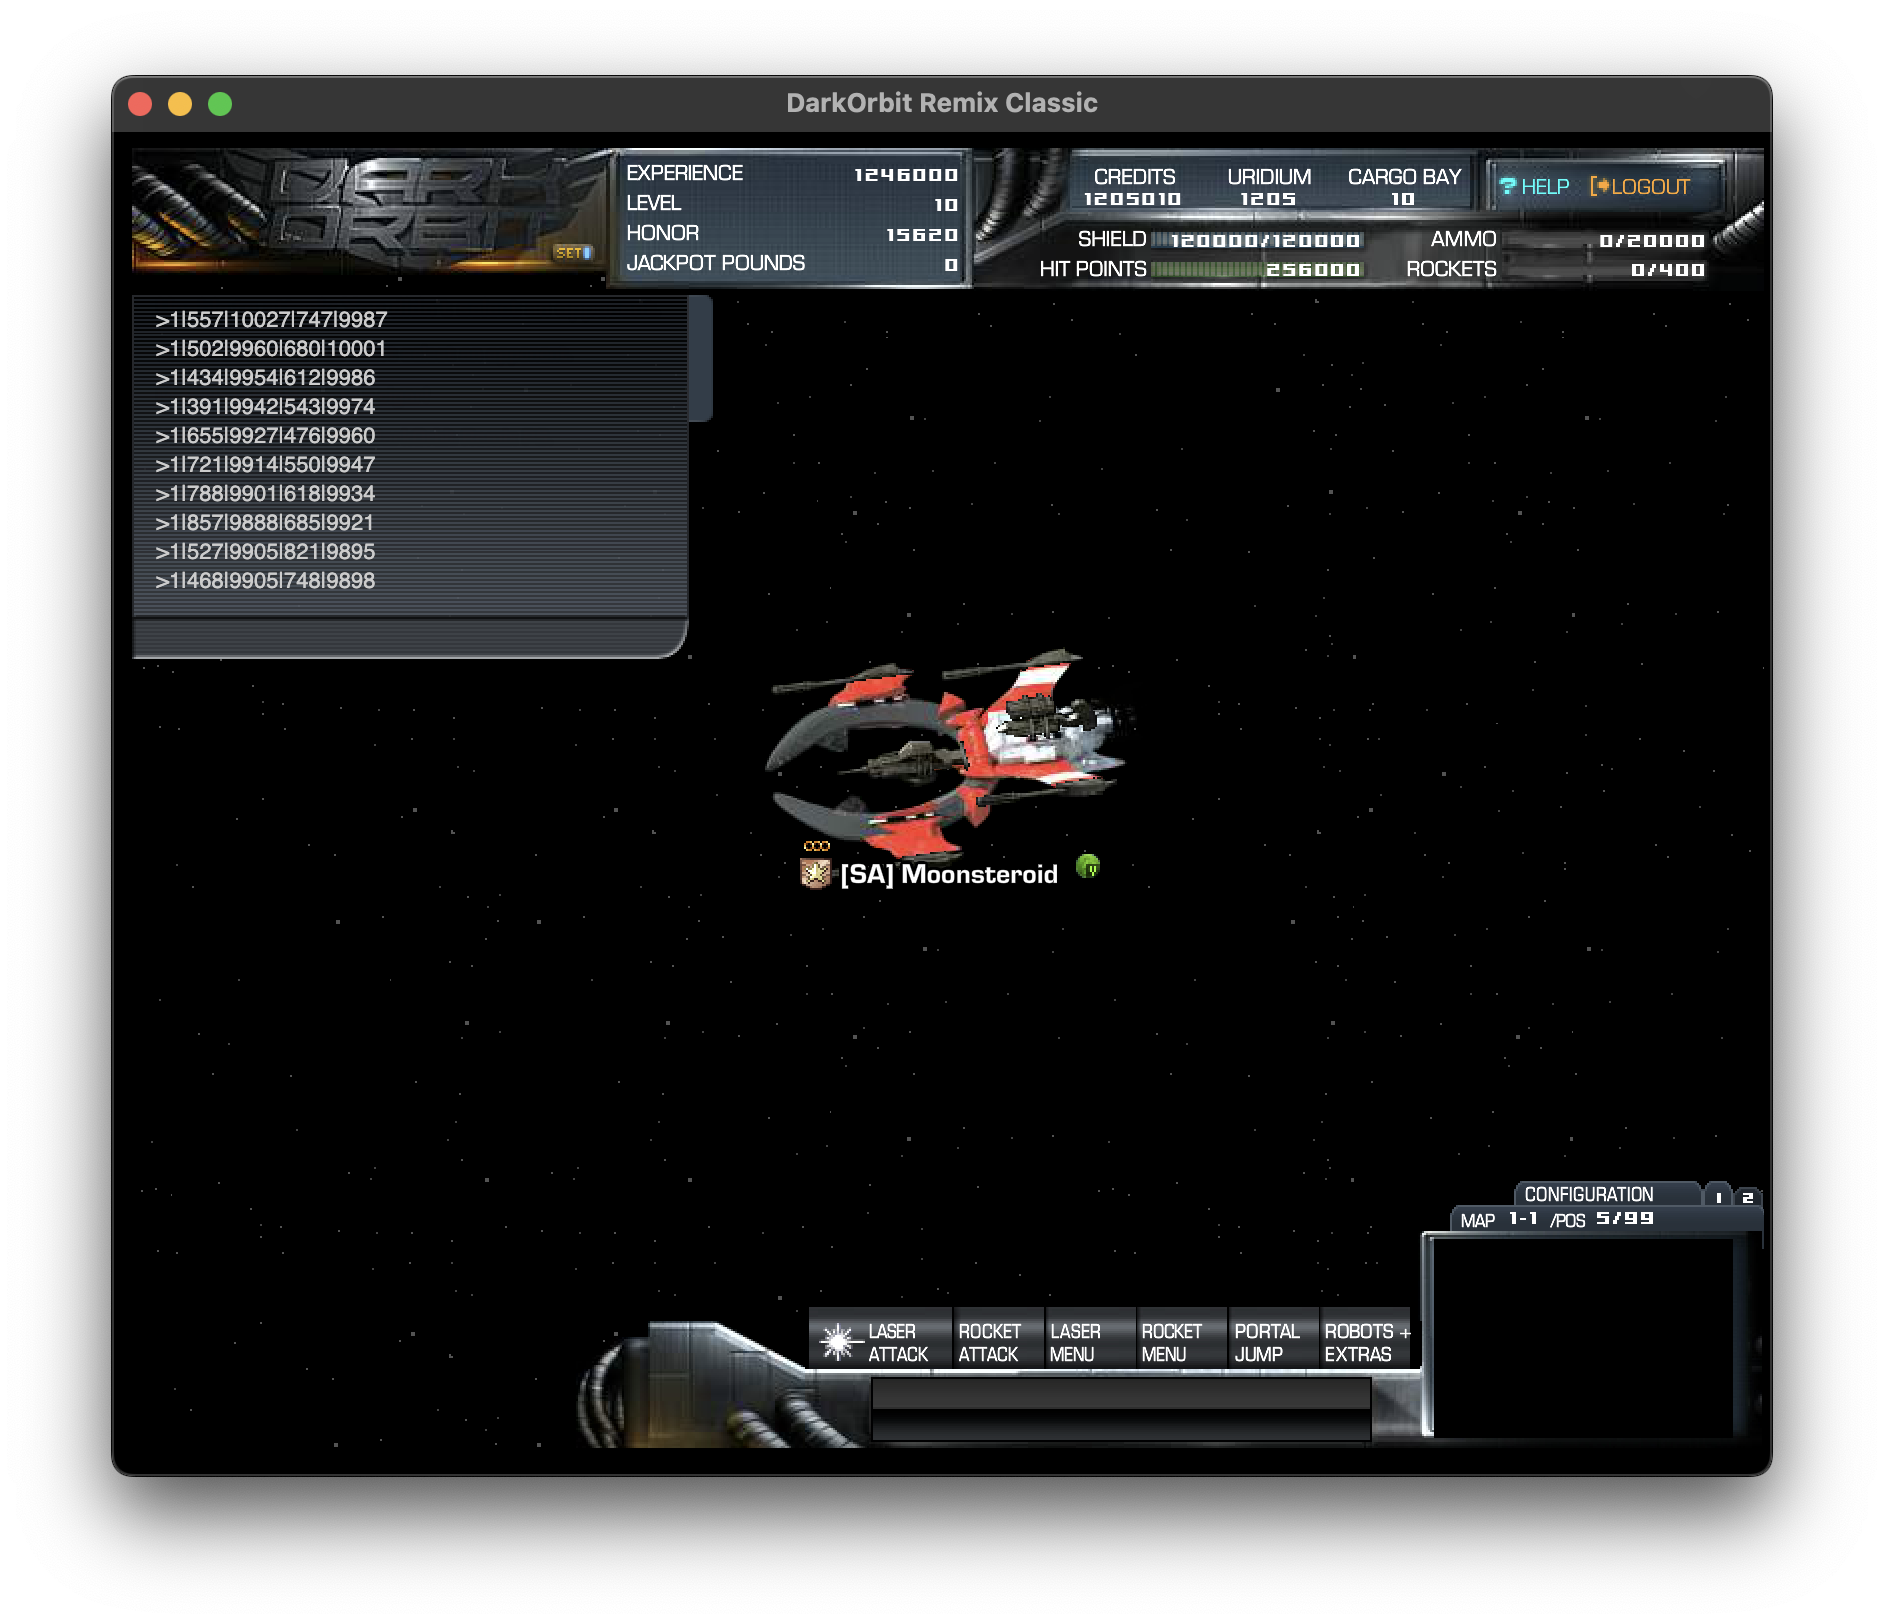 DarkOrbit Remix Classic
DARK
ORBIT
SET
EXPERIENCE 1246000
LEVEL 10
HONOR 15620
JACKPOT POUNDS 0
CREDITS URIDIUM CARGO BAY
1205010 1205 10
? HELP LOGOUT
SHIELD 120000/120000 AMMO 0/20000
HIT POINTS 256000 ROCKETS 0/400
>1|557|10027|747|9987
>1|502|9960|680|10001
>1|434|9954|612|9986
>1|391|9942|543|9974
>1|655|9927|476|9960
>1|721|9914|550|9947
>1|788|9901|618|9934
>1|857|9888|685|9921
>1|527|9905|821|9895
>1|468|9905|748|9898
[SA] Moonsteroid
CONFIGURATION 1 2
MAP 1-1 /POS 5/99
LASER ATTACK
ROCKET ATTACK
LASER MENU
ROCKET MENU
PORTAL JUMP
ROBOTS + EXTRAS